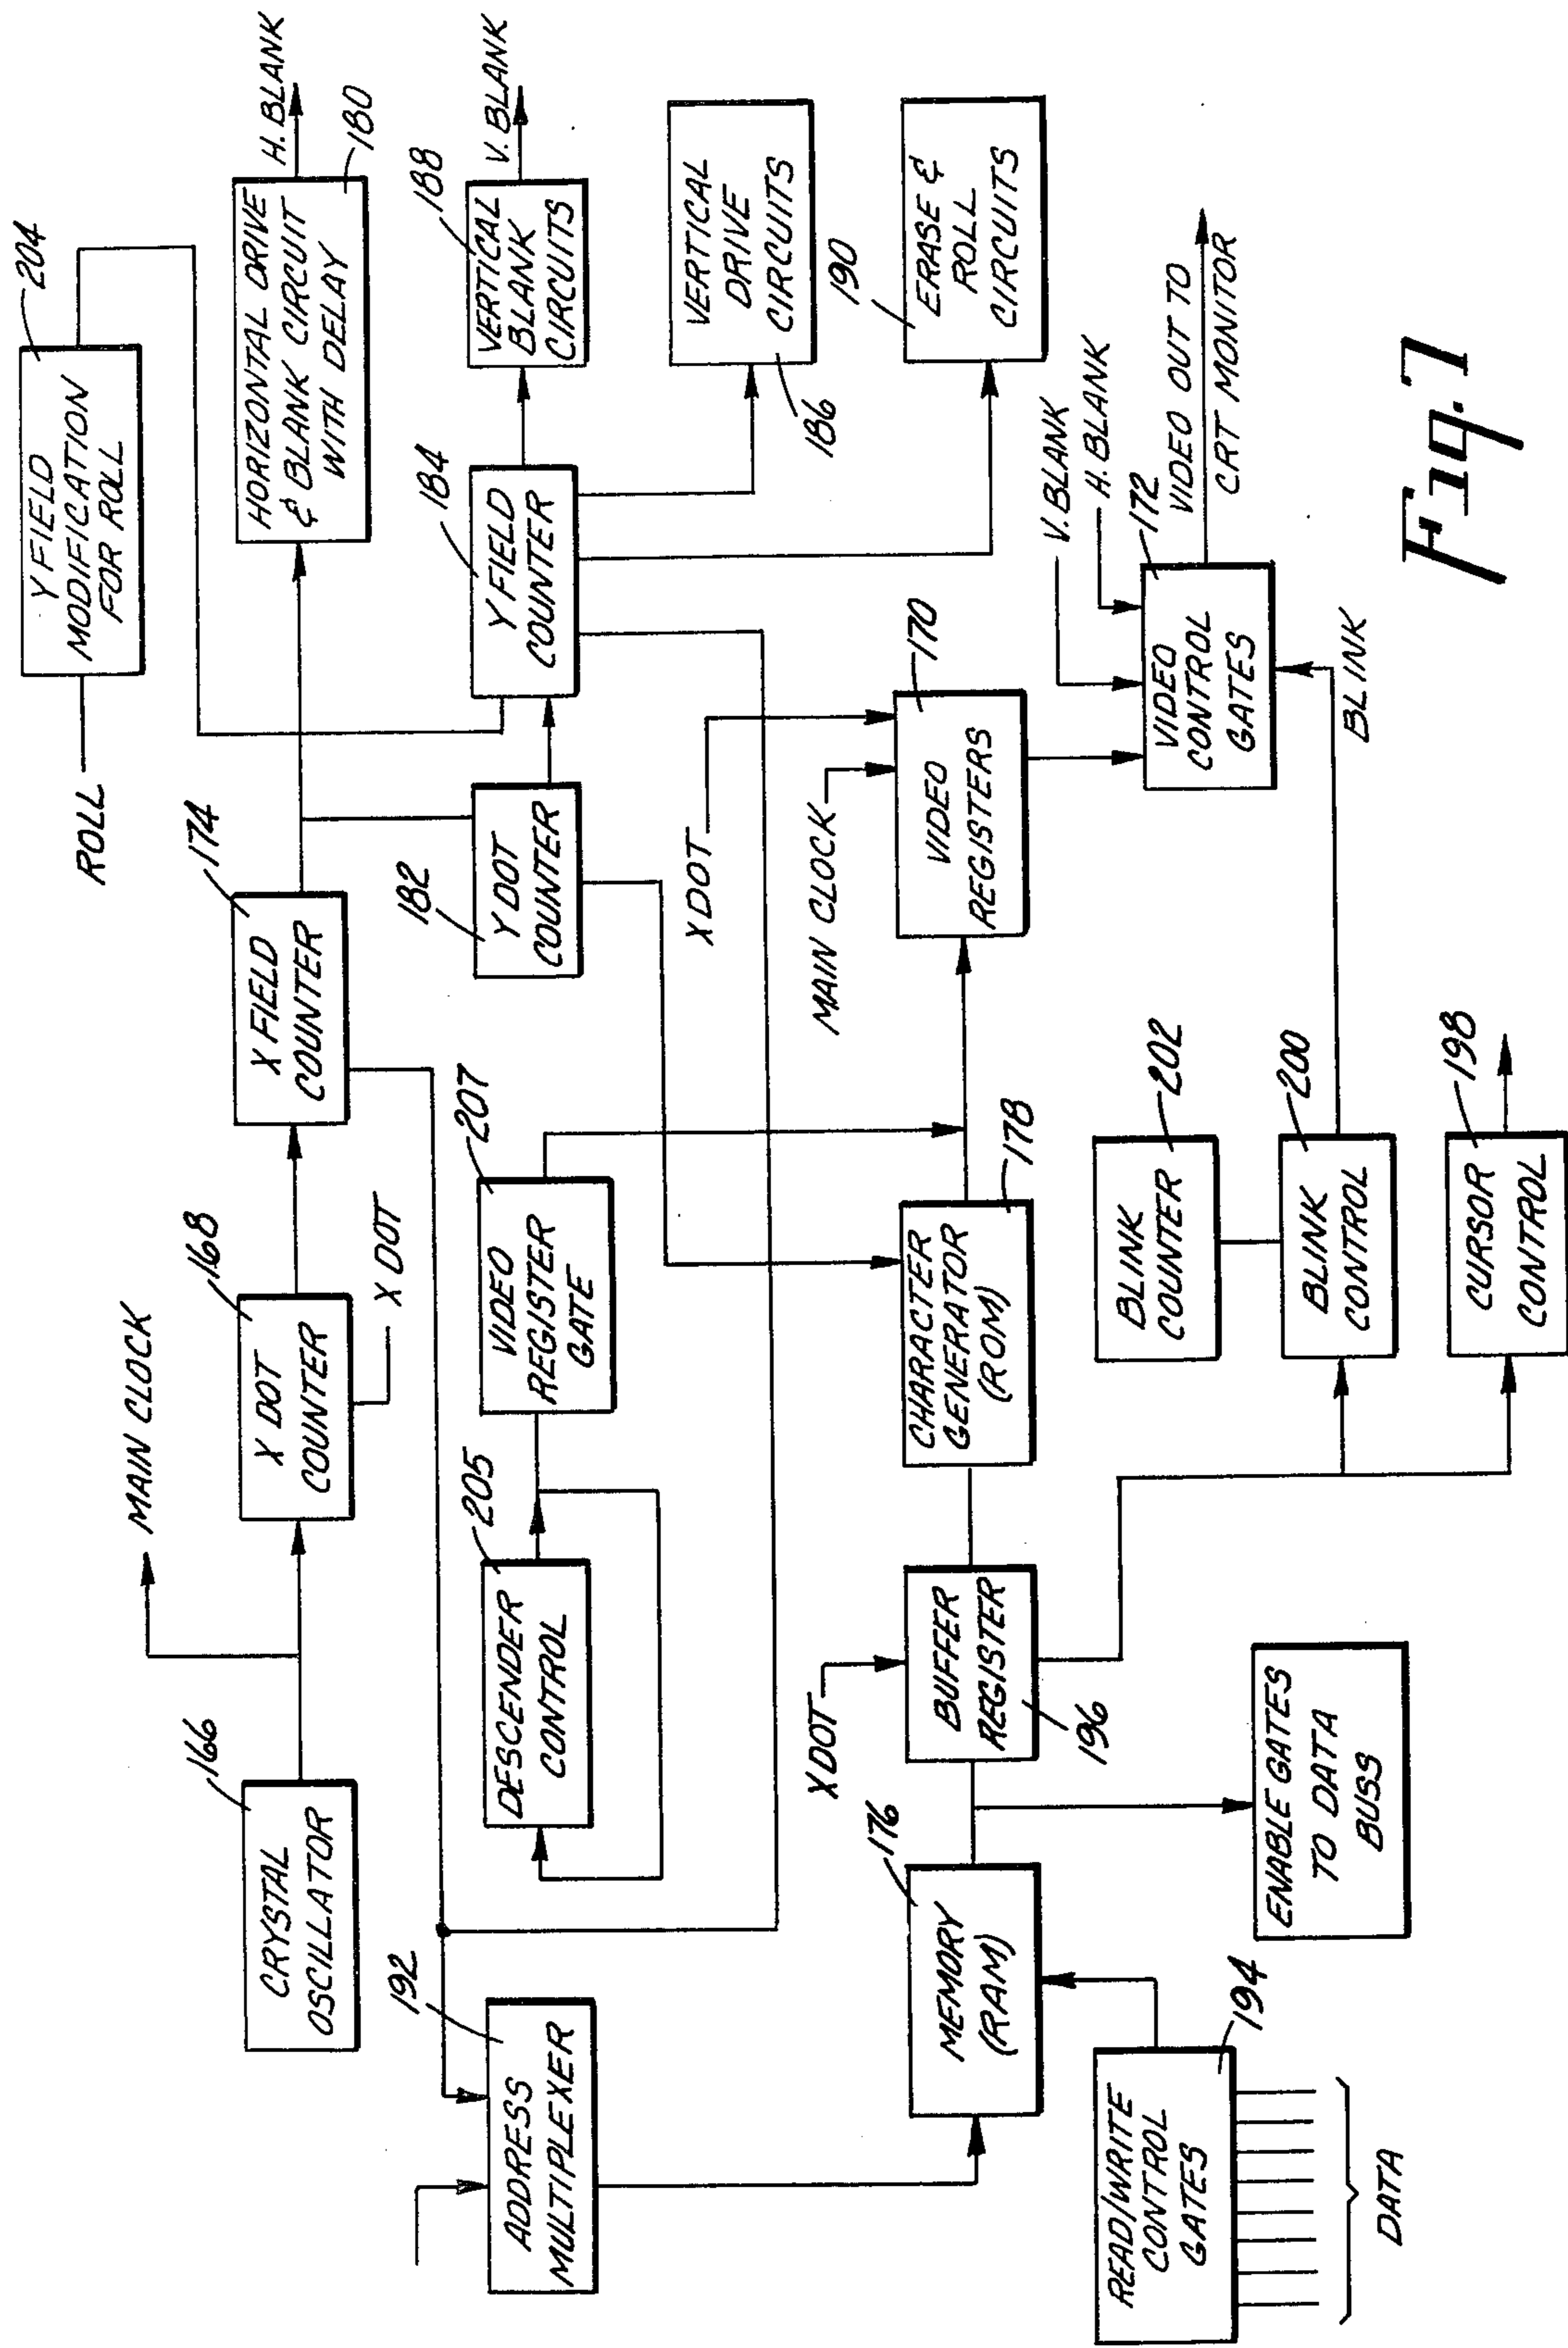 ROLL
Y FIELD
MODIFICATION
FOR ROLL
204
MAIN CLOCK
166
CRYSTAL
OSCILLATOR
168
X DOT
COUNTER
X DOT
174
X FIELD
COUNTER
HORIZONTAL DRIVE
& BLANK CIRCUIT
WITH DELAY
180
H. BLANK
192
ADDRESS
MULTIPLEXER
205
DESCENDER
CONTROL
207
VIDEO
REGISTER
GATE
182
Y DOT
COUNTER
184
Y FIELD
COUNTER
188
VERTICAL
BLANK
CIRCUITS
V. BLANK
186
VERTICAL
DRIVE
CIRCUITS
190
ERASE &
ROLL
CIRCUITS
X DOT
MAIN CLOCK
XDOT
176
MEMORY
(RAM)
BUFFER
REGISTER
196
CHARACTER
GENERATOR
(ROM)
178
VIDEO
REGISTERS
170
V. BLANK
H. BLANK
READ/WRITE
CONTROL
GATES
194
DATA
ENABLE GATES
TO DATA
BUSS
BLINK
COUNTER
202
BLINK
CONTROL
200
CURSOR
CONTROL
198
VIDEO
CONTROL
GATES
172
BLINK
VIDEO OUT TO
CRT MONITOR
Fig. 7